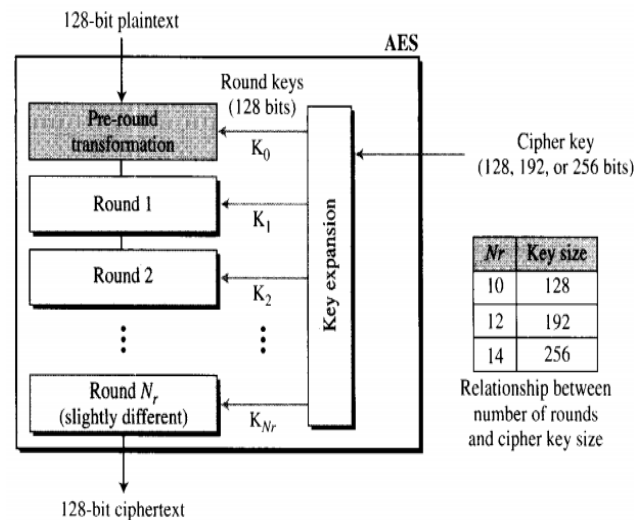 128-bit plaintext
AES
Round keys
(128 bits)
Pre-round
transformation
K0
Cipher key
(128, 192, or 256 bits)
Round 1
K1
Round 2
K2
Key expansion
⋮
⋮
Nr Key size
10 128
12 192
14 256
Relationship between
number of rounds
and cipher key size
Round Nr
(slightly different)
KNr
128-bit ciphertext